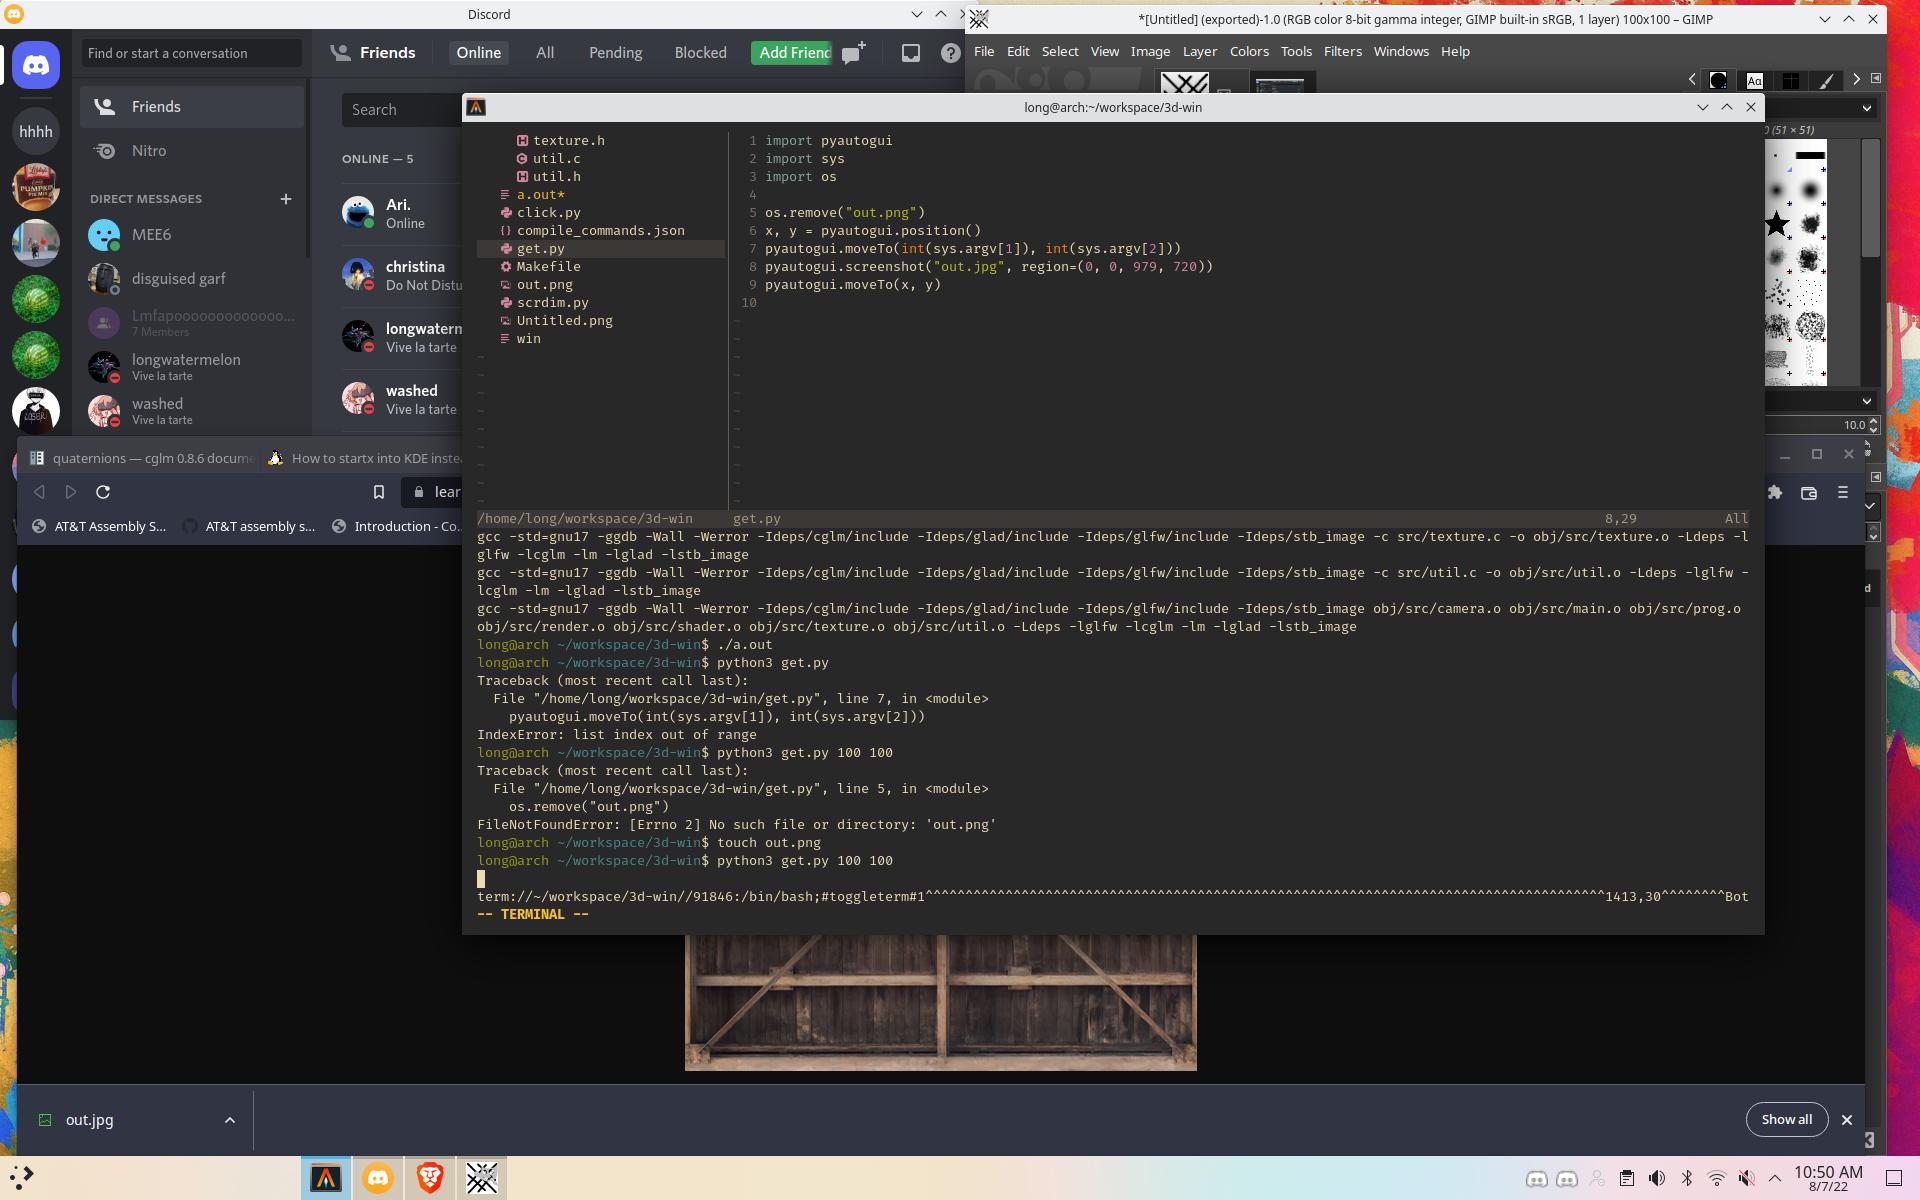 Discord
Find or start a conversation
Friends
Online
All
Pending
Blocked
Add Friend
hhhh
Friends
Nitro
DIRECT MESSAGES
MEE6
disguised garf
Lmfapooooooooooooo...
7 Members
longwatermelon
Vive la tarte
washed
Vive la tarte
Search
ONLINE — 5
Ari.
Online
christina
Do Not Distu
longwaterm
Vive la tarte
washed
Vive la tarte
*[Untitled] (exported)-1.0 (RGB color 8-bit gamma integer, GIMP built-in sRGB, 1 layer) 100x100 – GIMP
File Edit Select View Image Layer Colors Tools Filters Windows Help
Aα
0 (51 × 51)
10.0
quaternions — cglm 0.8.6 docume
How to startx into KDE inste
lear
AT&T Assembly S...
AT&T assembly s...
Introduction - Co...
long@arch:~/workspace/3d-win
texture.h
util.c
util.h
a.out*
click.py
compile_commands.json
get.py
Makefile
out.png
scrdim.py
Untitled.png
win
1 import pyautogui
2 import sys
3 import os
4
5 os.remove("out.png")
6 x, y = pyautogui.position()
7 pyautogui.moveTo(int(sys.argv[1]), int(sys.argv[2]))
8 pyautogui.screenshot("out.jpg", region=(0, 0, 979, 720))
9 pyautogui.moveTo(x, y)
10
/home/long/workspace/3d-win get.py 8,29 All
gcc -std=gnu17 -ggdb -Wall -Werror -Ideps/cglm/include -Ideps/glad/include -Ideps/glfw/include -Ideps/stb_image -c src/texture.c -o obj/src/texture.o -Ldeps -l
glfw -lcglm -lm -lglad -lstb_image
gcc -std=gnu17 -ggdb -Wall -Werror -Ideps/cglm/include -Ideps/glad/include -Ideps/glfw/include -Ideps/stb_image -c src/util.c -o obj/src/util.o -Ldeps -lglfw -
lcglm -lm -lglad -lstb_image
gcc -std=gnu17 -ggdb -Wall -Werror -Ideps/cglm/include -Ideps/glad/include -Ideps/glfw/include -Ideps/stb_image obj/src/camera.o obj/src/main.o obj/src/prog.o
obj/src/render.o obj/src/shader.o obj/src/texture.o obj/src/util.o -Ldeps -lglfw -lcglm -lm -lglad -lstb_image
long@arch ~/workspace/3d-win$ ./a.out
long@arch ~/workspace/3d-win$ python3 get.py
Traceback (most recent call last):
File "/home/long/workspace/3d-win/get.py", line 7, in <module>
pyautogui.moveTo(int(sys.argv[1]), int(sys.argv[2]))
IndexError: list index out of range
long@arch ~/workspace/3d-win$ python3 get.py 100 100
Traceback (most recent call last):
File "/home/long/workspace/3d-win/get.py", line 5, in <module>
os.remove("out.png")
FileNotFoundError: [Errno 2] No such file or directory: 'out.png'
long@arch ~/workspace/3d-win$ touch out.png
long@arch ~/workspace/3d-win$ python3 get.py 100 100
term://~/workspace/3d-win//91846:/bin/bash;#toggleterm#1^^^^^^^^^^^^^^^^^^^^^^^^^^^^^^^^^^^^^^^^^^^^^^^^^^^^^^^^^^^^^^^^^^^^^^^^^^^^^^^^^^^^^1413,30^^^^^^^^Bot
-- TERMINAL --
out.jpg
Show all
10:50 AM
8/7/22